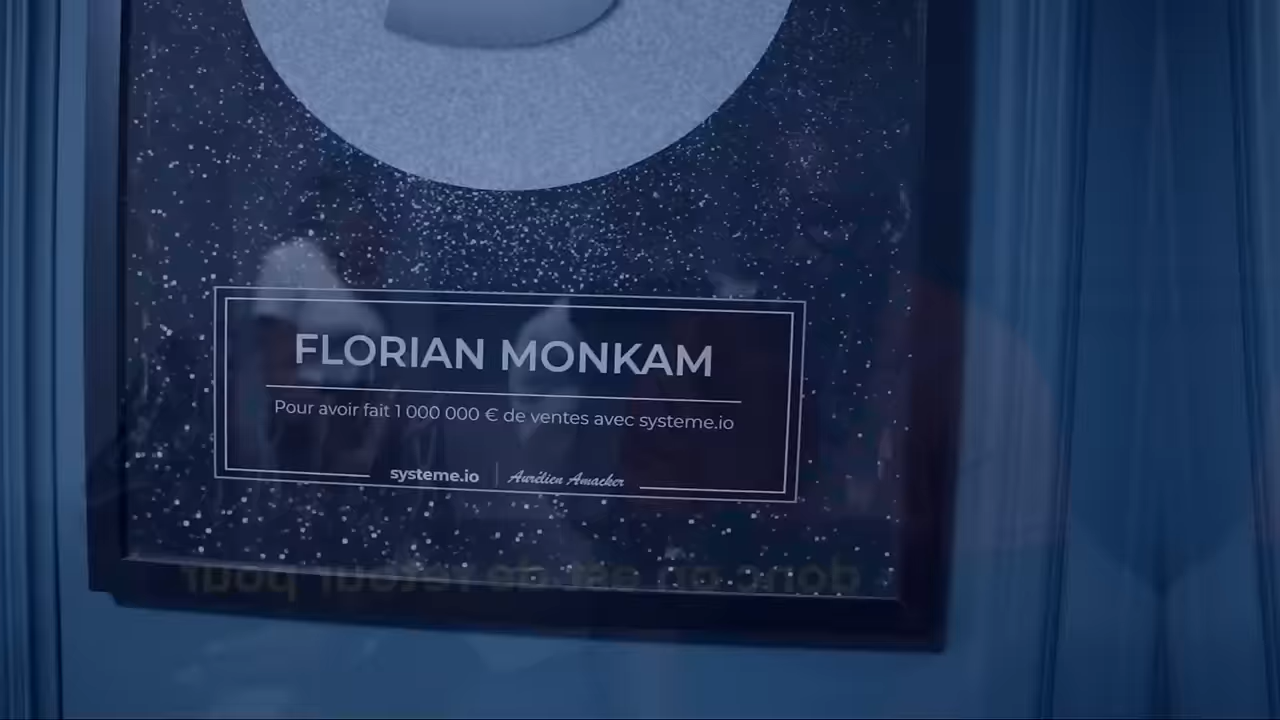 FLORIAN MONKAM
Pour avoir fait 1 000 000 € de ventes avec systeme.io
systeme.io | Aurélien Amacker